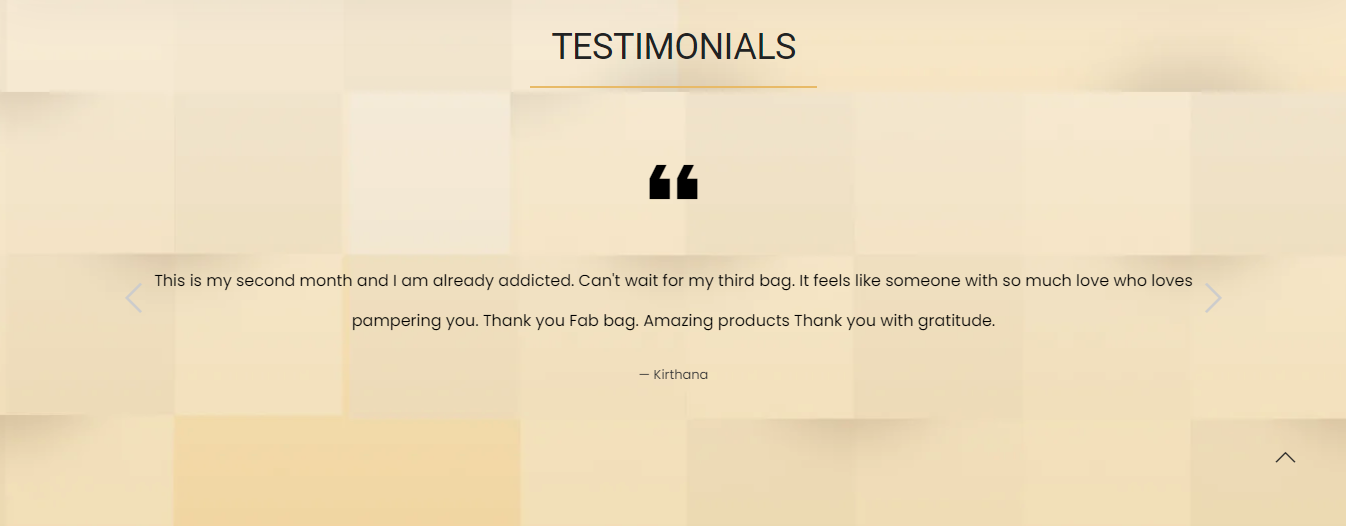 TESTIMONIALS
❝
This is my second month and I am already addicted. Can't wait for my third bag. It feels like someone with so much love who loves
pampering you. Thank you Fab bag. Amazing products Thank you with gratitude.
— Kirthana